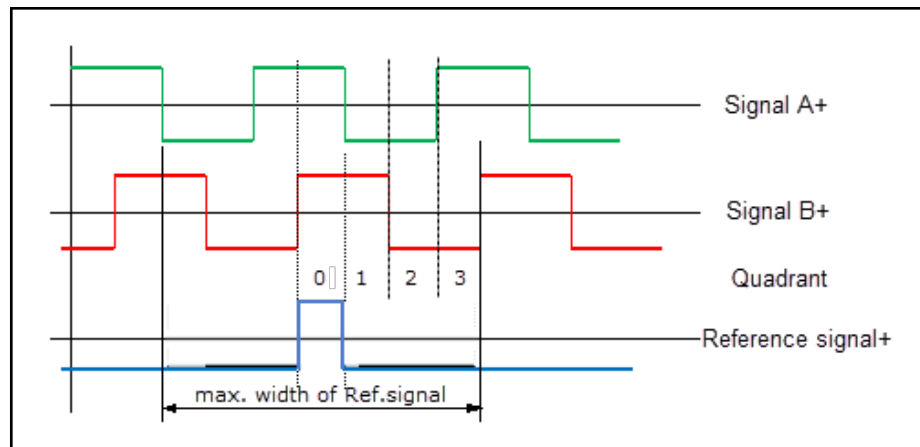 Signal A+
Signal B+
0 1 2 3 Quadrant
Reference signal+
max. width of Ref.signal